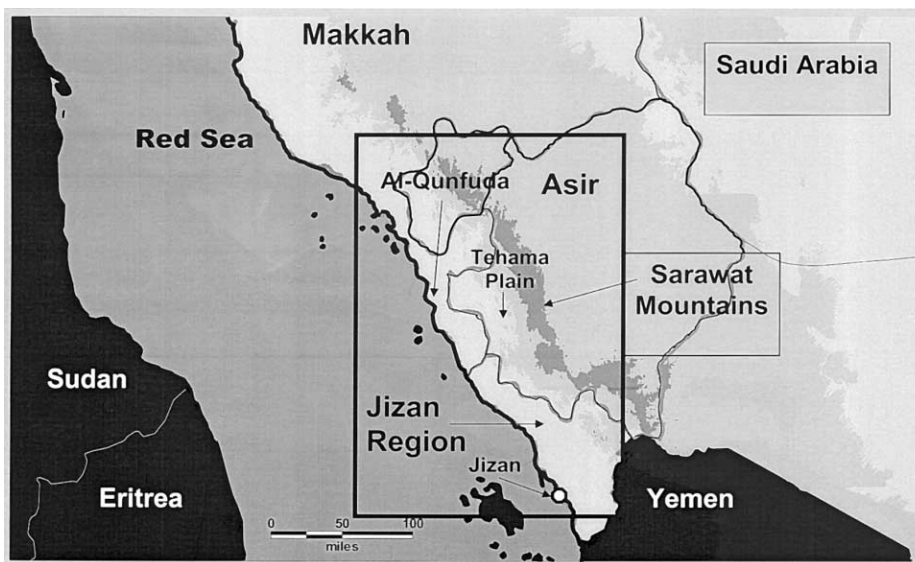 Makkah
Saudi Arabia
Red Sea
Al-Qunfuda
Asir
Tehama
Plain
Sarawat
Mountains
Sudan
Jizan
Region
Jizan
Eritrea
Yemen
0 50 100
miles